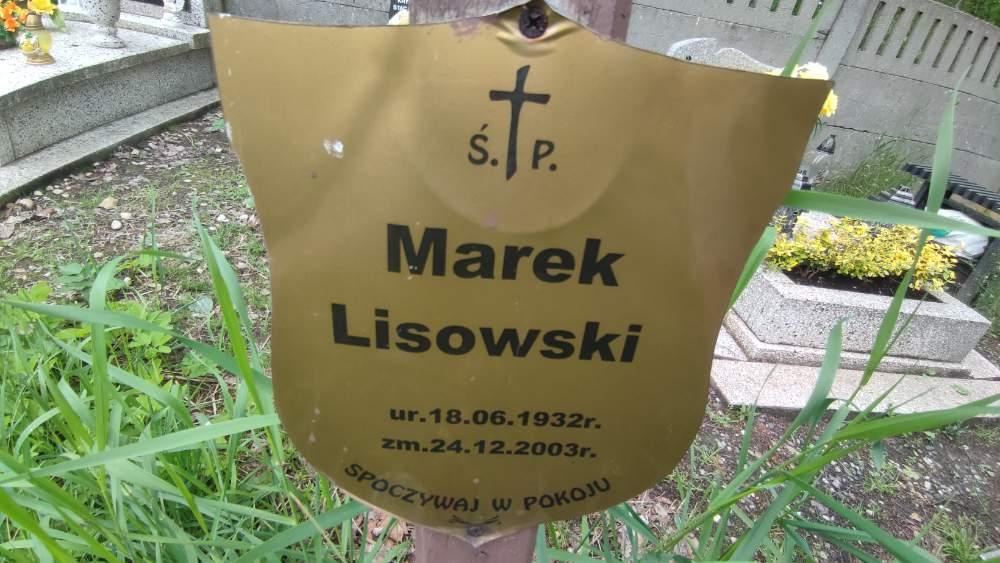 Ś. P.
Marek
Lisowski
ur.18.06.1932r.
zm.24.12.2003r.
SPOCZYWAJ W POKOJU